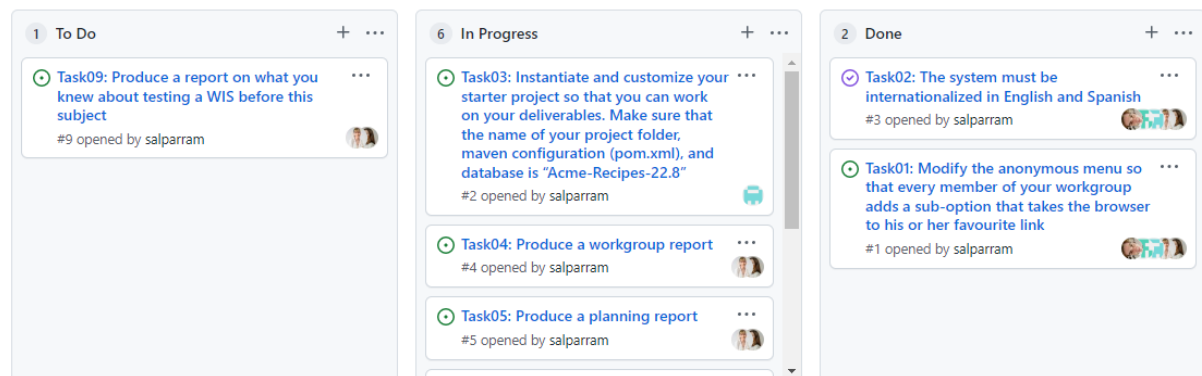 1 To Do
Task09: Produce a report on what you
knew about testing a WIS before this
subject
#9 opened by salparram
6 In Progress
Task03: Instantiate and customize your
starter project so that you can work
on your deliverables. Make sure that
the name of your project folder,
maven configuration (pom.xml), and
database is “Acme-Recipes-22.8”
#2 opened by salparram
Task04: Produce a workgroup report
#4 opened by salparram
Task05: Produce a planning report
#5 opened by salparram
2 Done
Task02: The system must be
internationalized in English and Spanish
#3 opened by salparram
Task01: Modify the anonymous menu so
that every member of your workgroup
adds a sub-option that takes the browser
to his or her favourite link
#1 opened by salparram